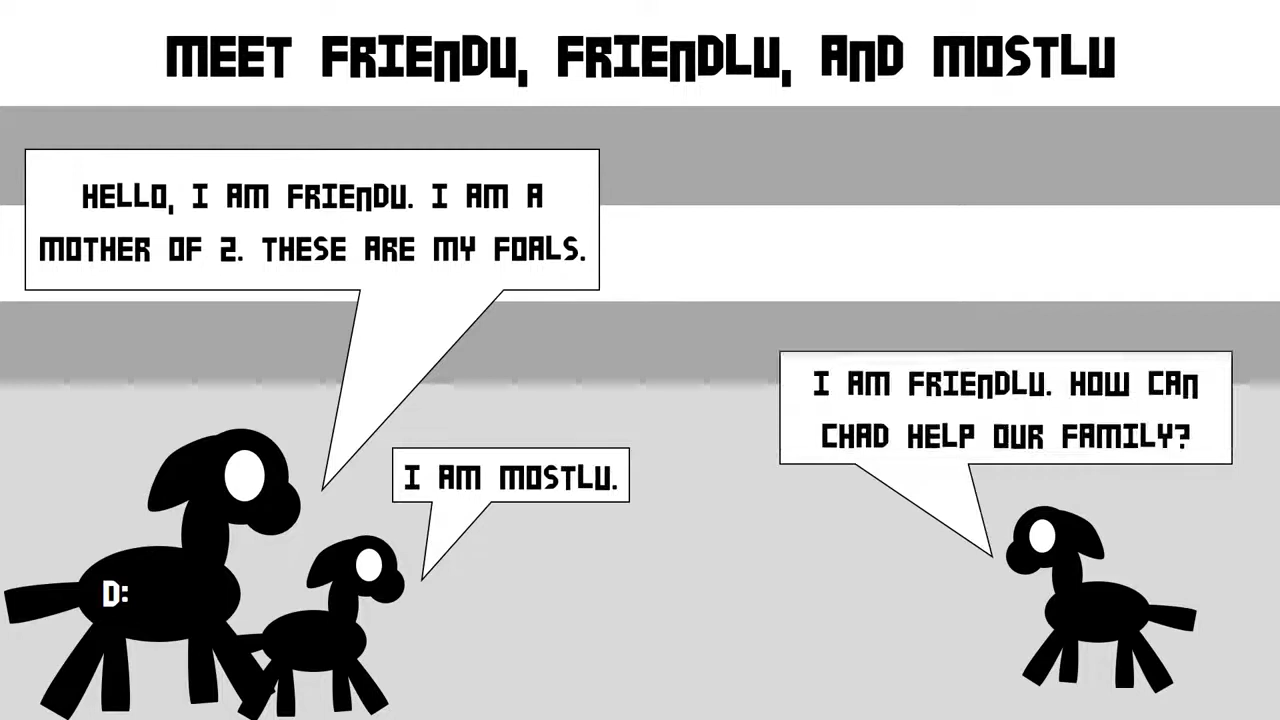 MEET FRIENDU, FRIENDLU, AND MOSTLU
HELLO, I AM FRIENDU. I AM A
MOTHER OF 2. THESE ARE MY FOALS.
I AM FRIENDLU. HOW CAN
CHAD HELP OUR FAMILY?
I AM MOSTLU.
D: